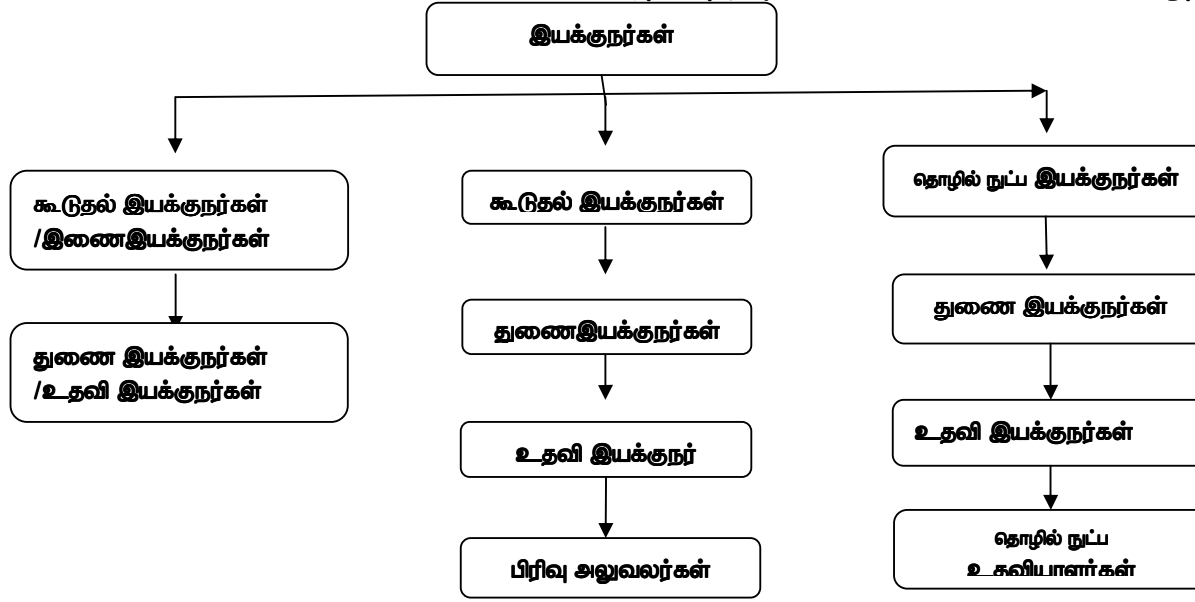 இயக்குநர்கள்
கூடுதல் இயக்குநர்கள்
/இணைஇயக்குநர்கள்
துணை இயக்குநர்கள்
/உதவி இயக்குநர்கள்
கூடுதல் இயக்குநர்கள்
துணைஇயக்குநர்கள்
உதவி இயக்குநர்
பிரிவு அலுவலர்கள்
தொழில் நுட்ப இயக்குநர்கள்
துணை இயக்குநர்கள்
உதவி இயக்குநர்கள்
தொழில் நுட்ப
உதவியாளர்கள்